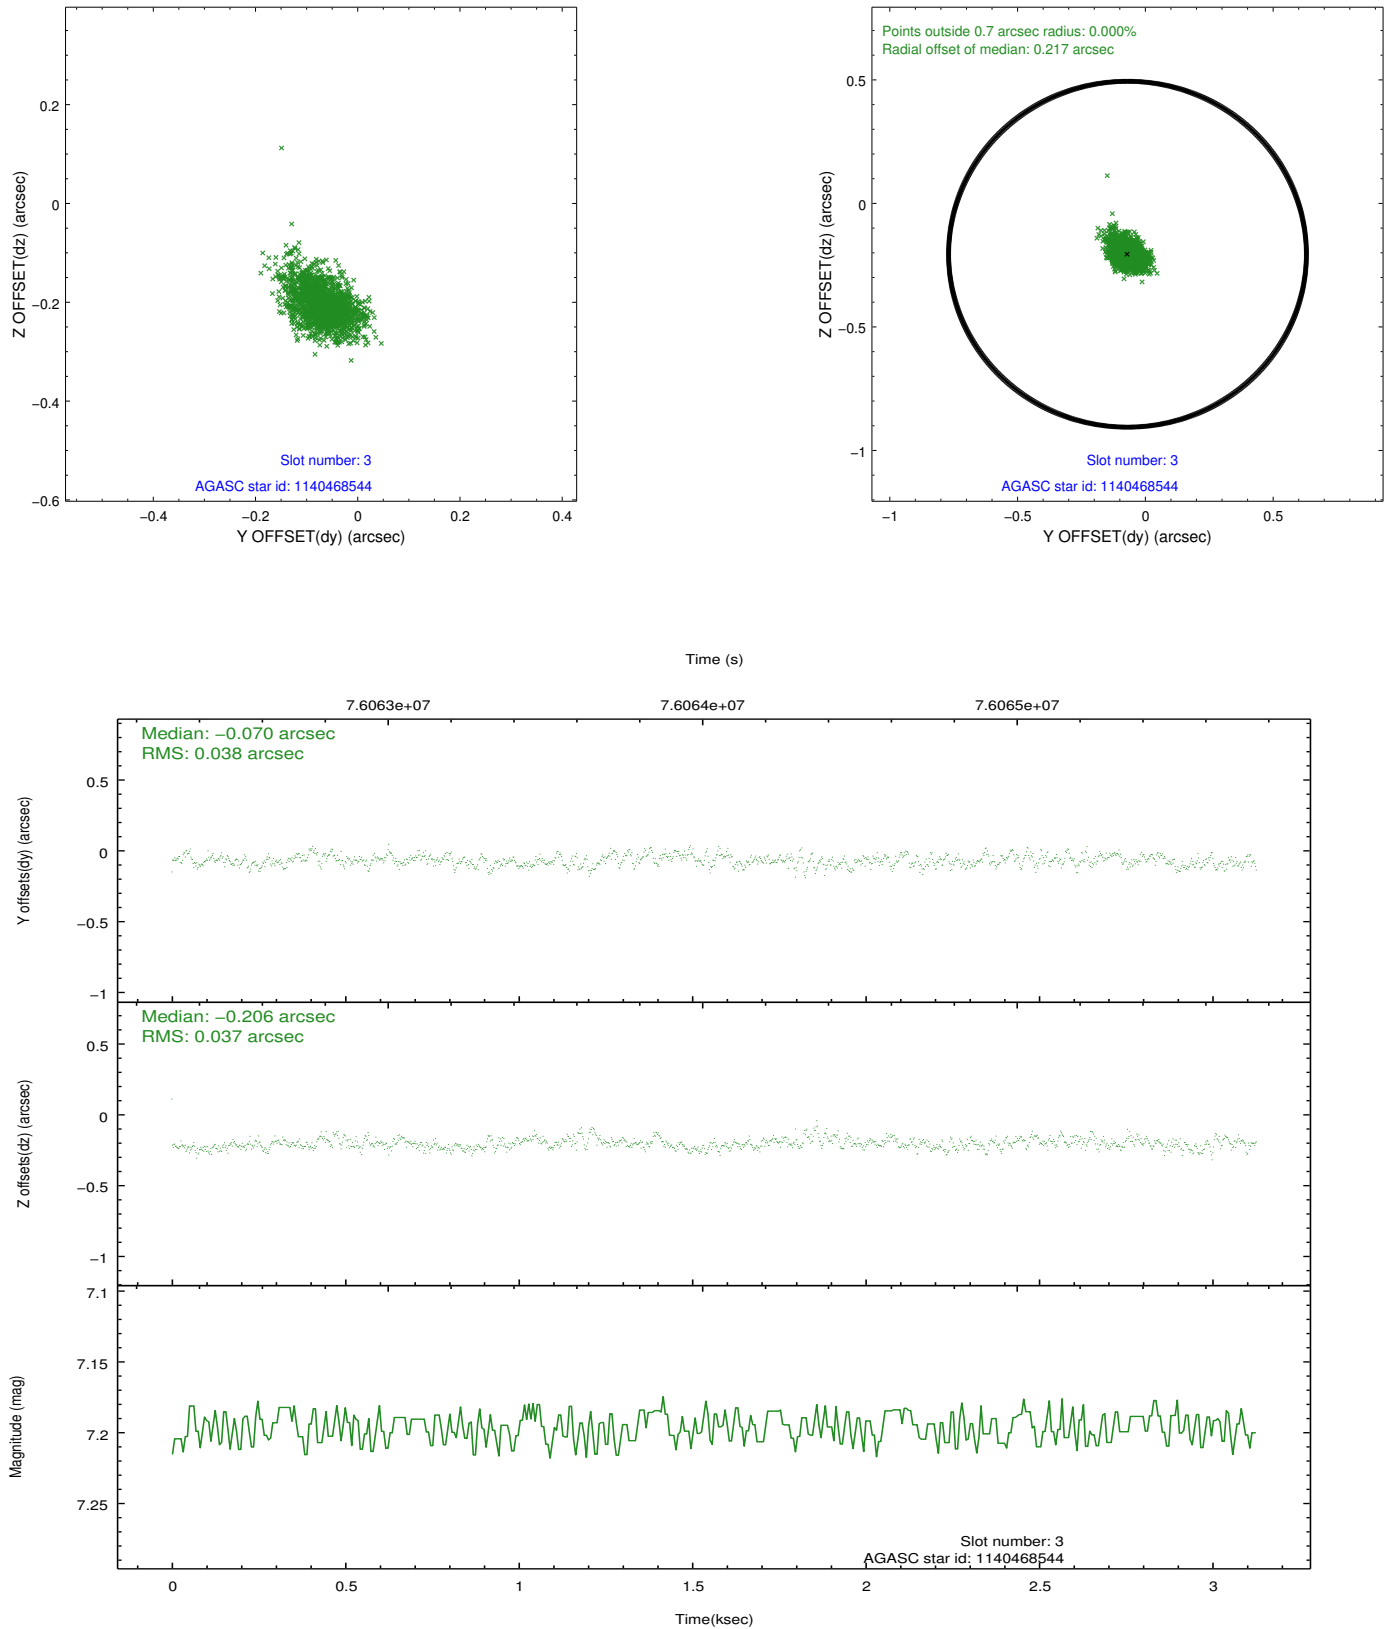 0.2
0
−0.2
−0.4
−0.6
Z OFFSET(dz) (arcsec)
Slot number: 3
AGASC star id: 1140468544
−0.4
−0.2
0
0.2
0.4
Y OFFSET(dy) (arcsec)
Points outside 0.7 arcsec radius: 0.000%
Radial offset of median: 0.217 arcsec
0.5
0
−0.5
−1
Z OFFSET(dz) (arcsec)
Slot number: 3
AGASC star id: 1140468544
−1
−0.5
0
0.5
Y OFFSET(dy) (arcsec)
Time (s)
7.6063e+07
7.6064e+07
7.6065e+07
Median: −0.070 arcsec
RMS: 0.038 arcsec
0.5
0
−0.5
−1
Y offsets(dy) (arcsec)
Median: −0.206 arcsec
RMS: 0.037 arcsec
0.5
0
−0.5
−1
Z offsets(dz) (arcsec)
7.1
7.15
7.2
7.25
Magnitude (mag)
Slot number: 3
AGASC star id: 1140468544
0
0.5
1
1.5
2
2.5
3
Time(ksec)